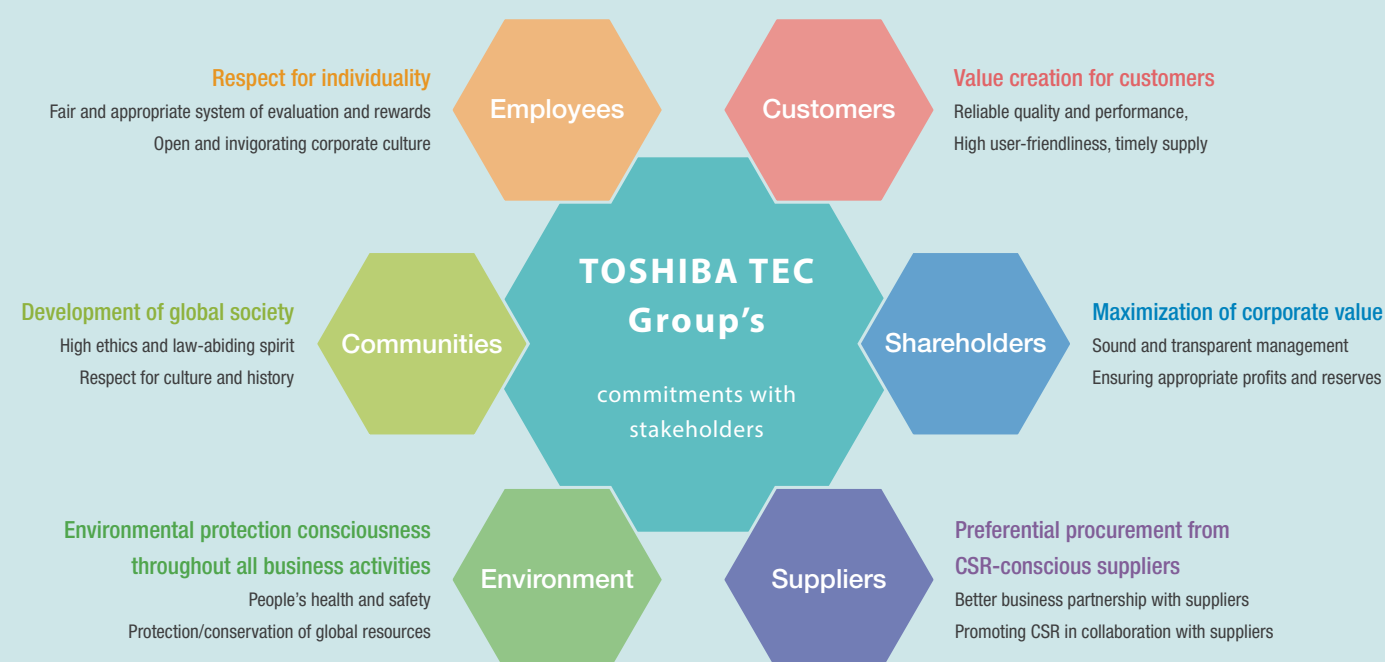 Respect for individuality
Fair and appropriate system of evaluation and rewards
Open and invigorating corporate culture
Employees
Customers
Value creation for customers
Reliable quality and performance,
High user-friendliness, timely supply
TOSHIBA TEC
Group’s
commitments with
stakeholders
Development of global society
High ethics and law-abiding spirit
Respect for culture and history
Communities
Shareholders
Maximization of corporate value
Sound and transparent management
Ensuring appropriate profits and reserves
Environmental protection consciousness
throughout all business activities
People’s health and safety
Protection/conservation of global resources
Environment
Suppliers
Preferential procurement from
CSR-conscious suppliers
Better business partnership with suppliers
Promoting CSR in collaboration with suppliers